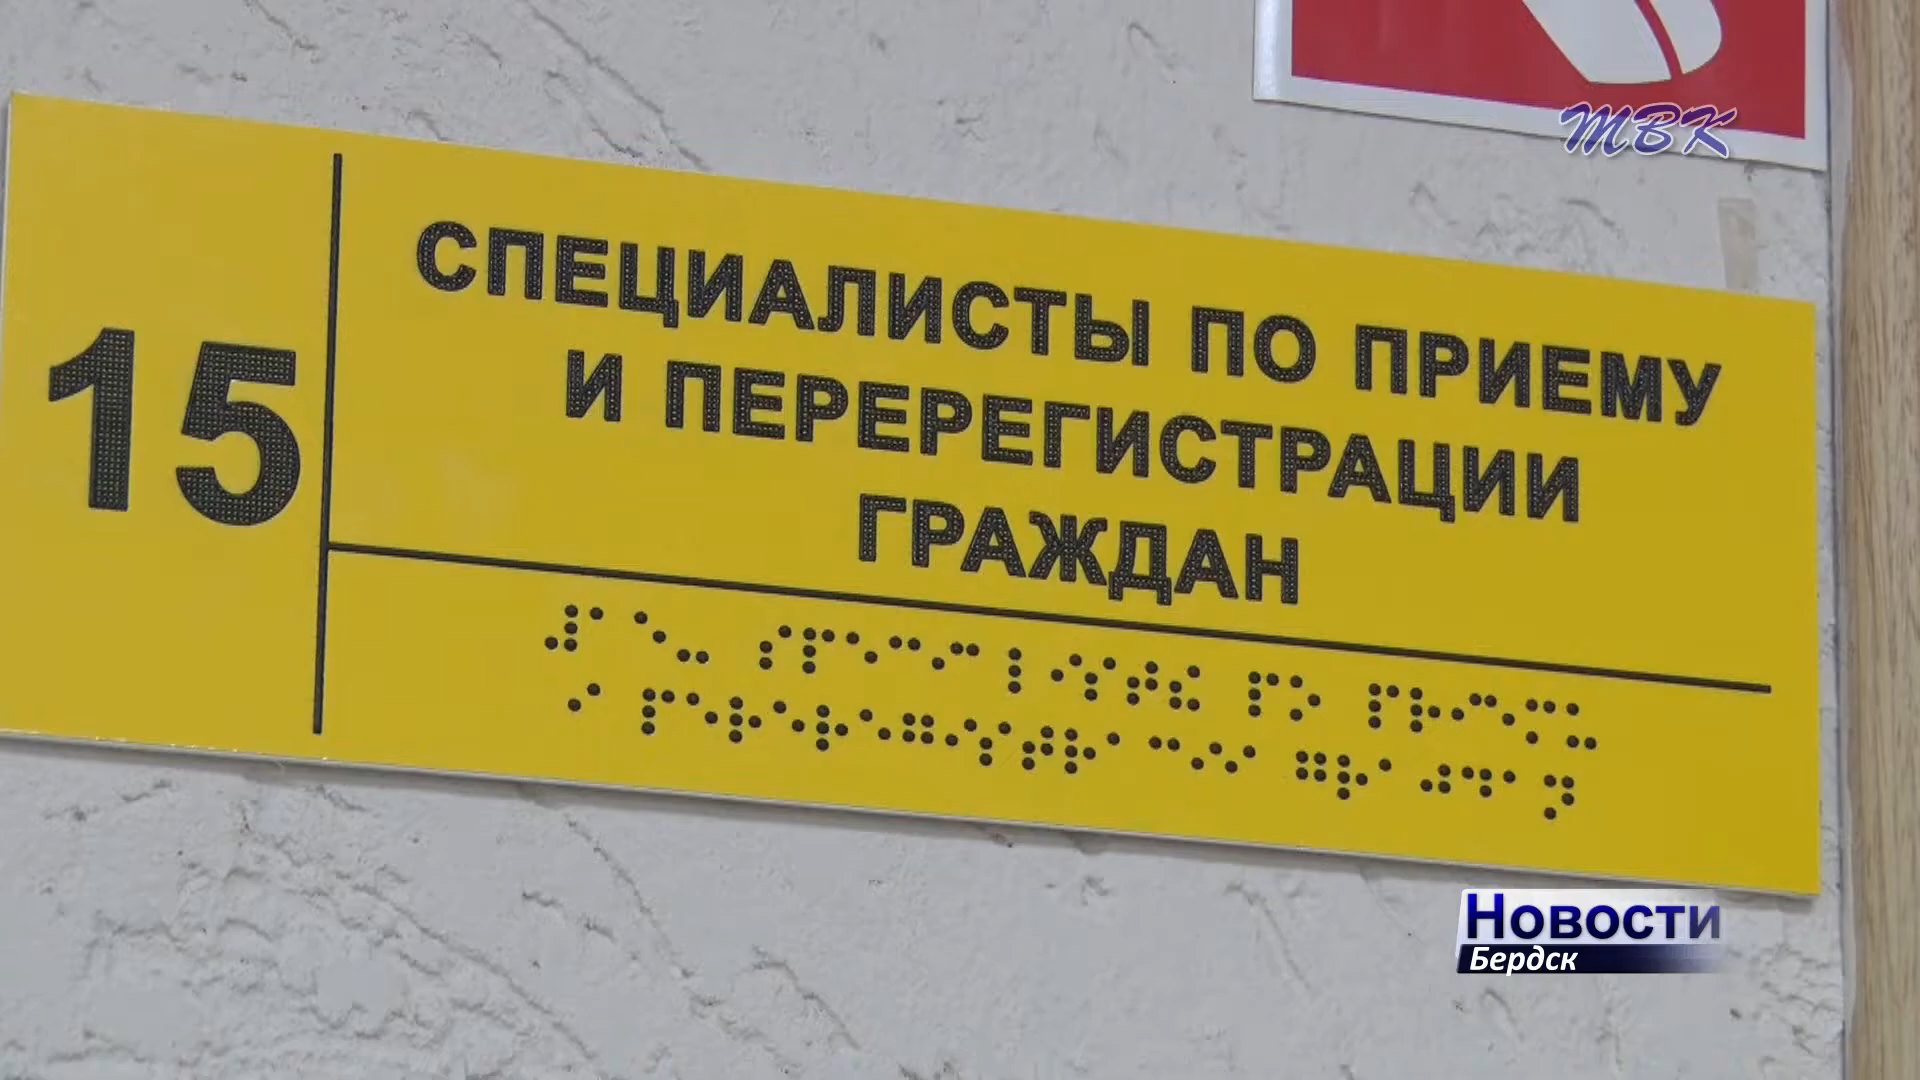 ТВК
15
СПЕЦИАЛИСТЫ ПО ПРИЕМУ
И ПЕРЕРЕГИСТРАЦИИ
ГРАЖДАН
Новости
Бердск